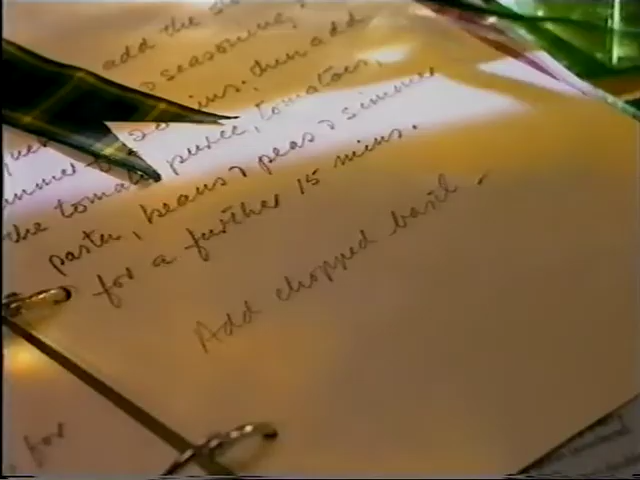 add the
& seasoning,
mins. then add
tomato puree, tomatoes,
the tomato
peas & simmer
pasta, beans &
for a further 15 mins.
Add chopped basil -
for